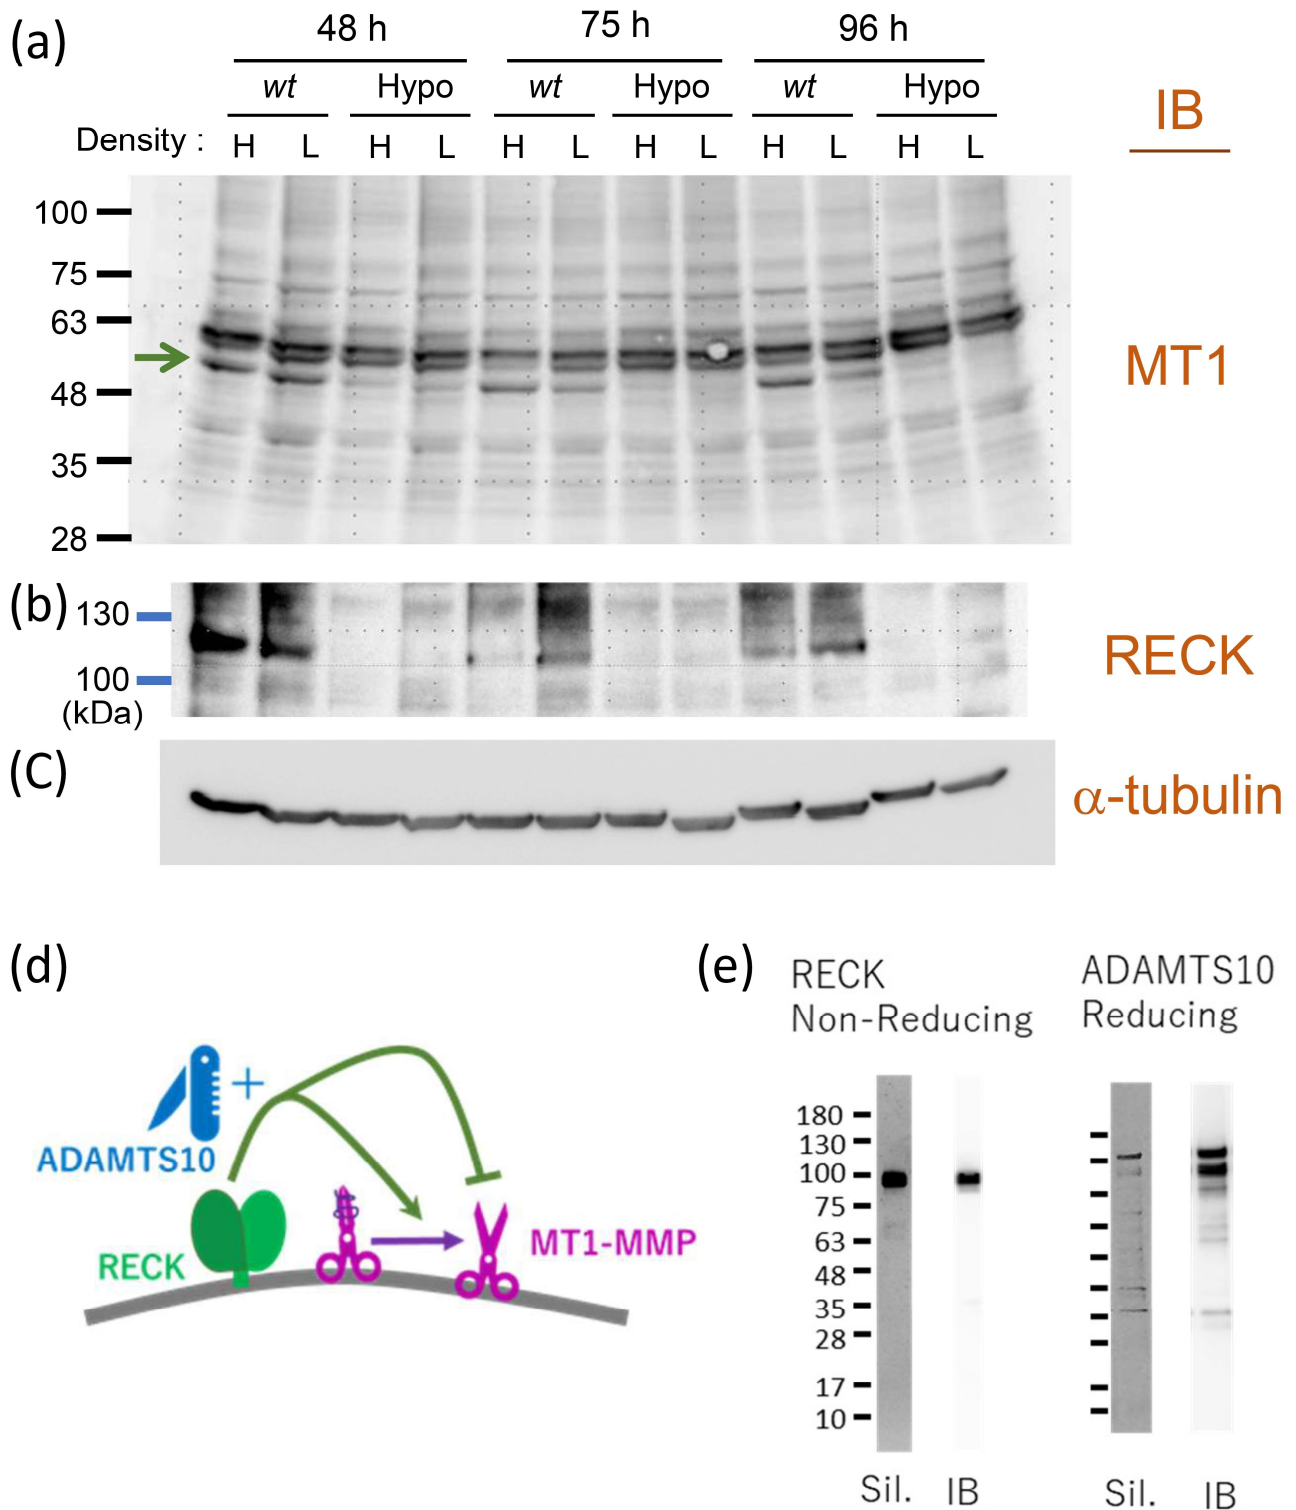 (a)
48 h 75 h 96 h
wt Hypo wt Hypo wt Hypo
IB
Density : H L H L H L H L H L H L
100
75
63
MT1
48
35
28
(b)
130
RECK
100
(kDa)
(C)
α-tubulin
(d)
ADAMTS10
+
RECK
MT1-MMP
(e)
RECK
Non-Reducing
ADAMTS10
Reducing
180
130
100
75
63
48
35
28
17
10
Sil. IB Sil. IB